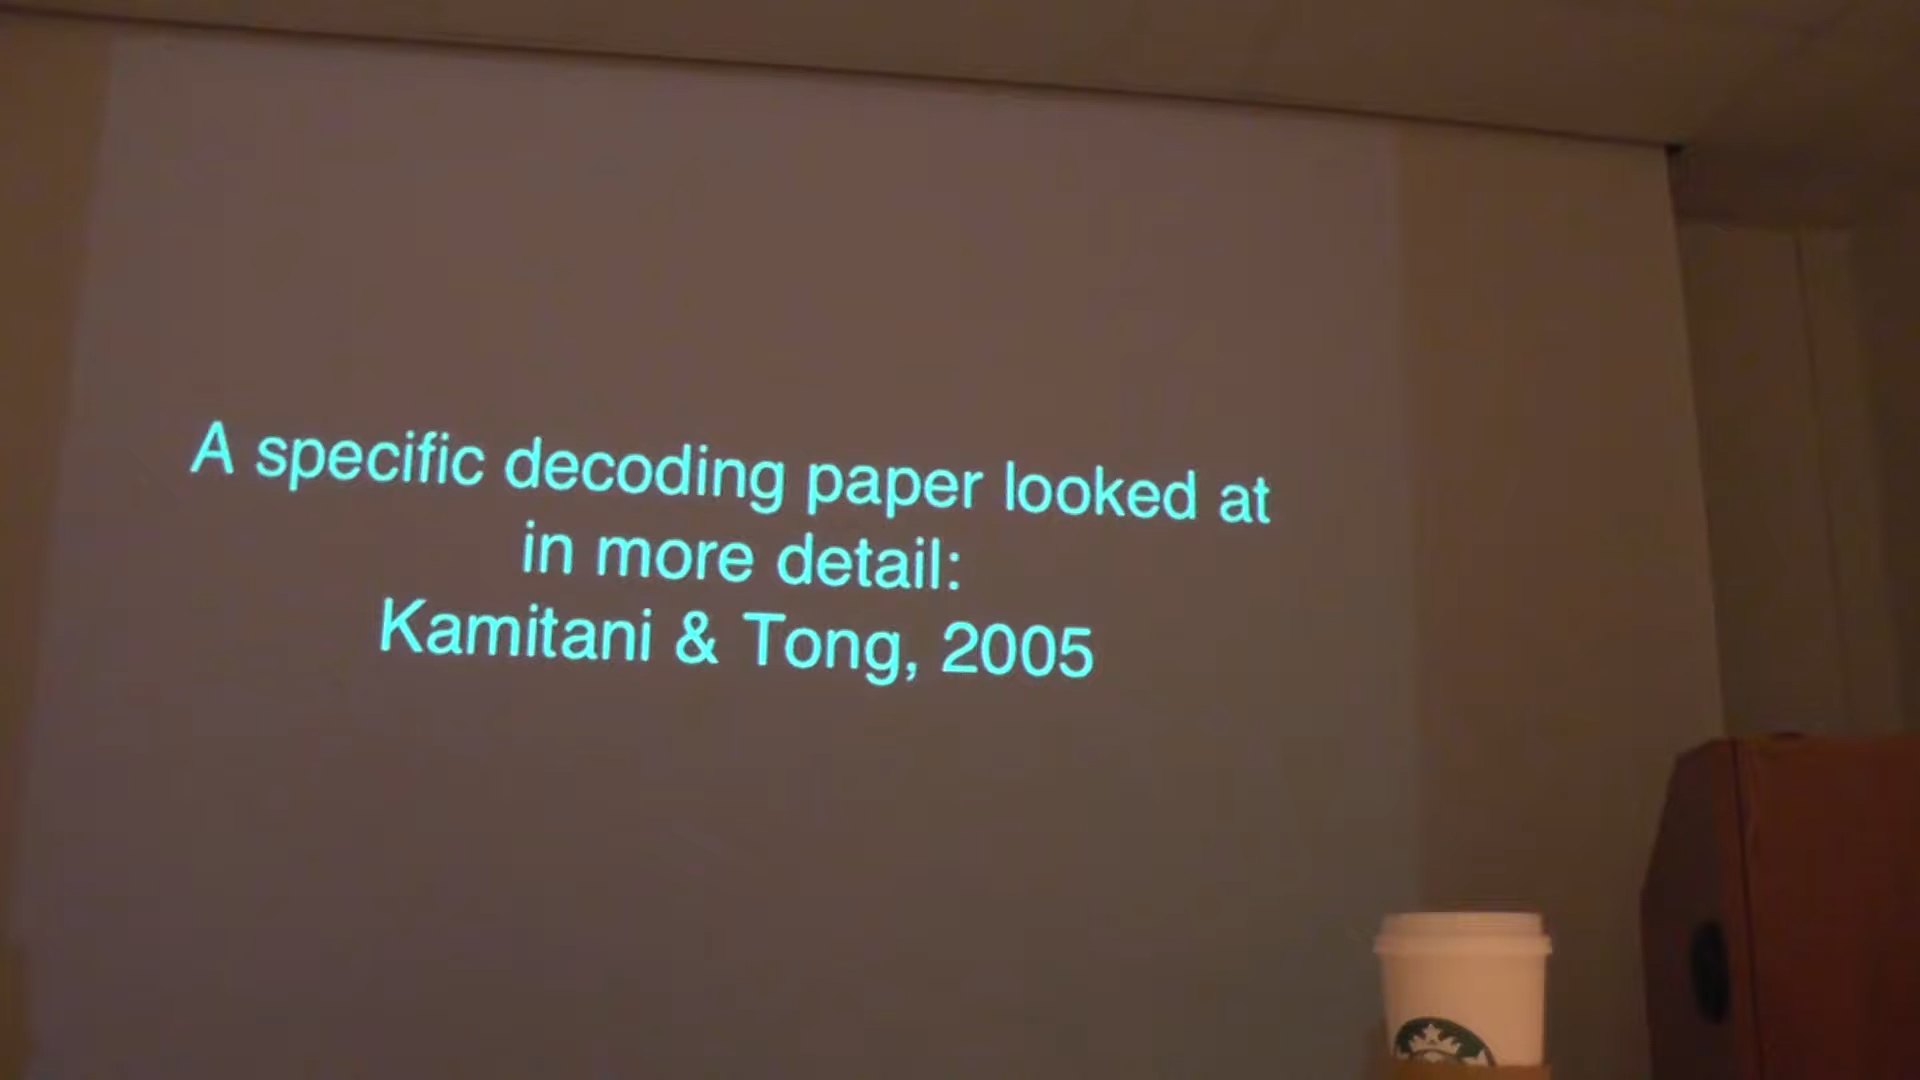 A specific decoding paper looked at
in more detail:
Kamitani & Tong, 2005